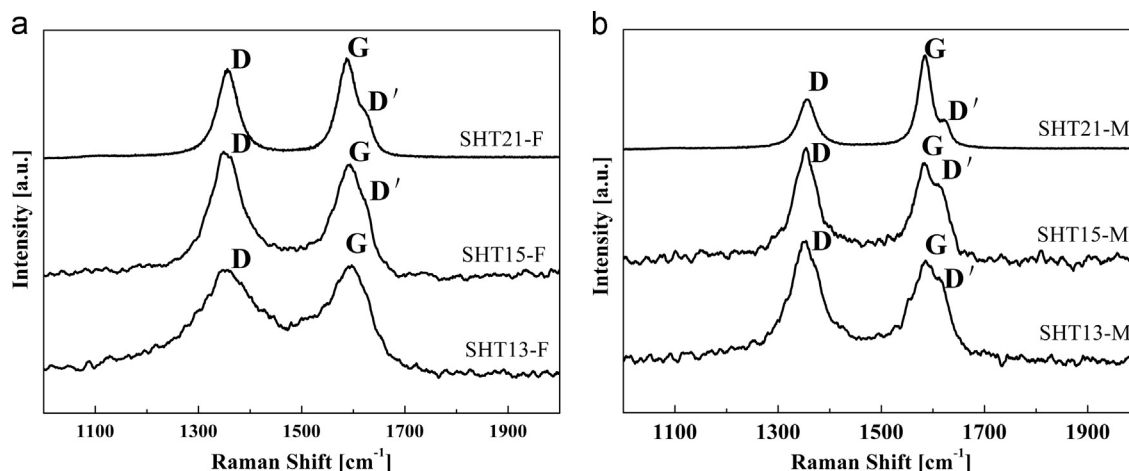 a
D
G
D′
SHT21-F
D
G
D′
SHT15-F
D
G
SHT13-F
Intensity [a.u.]
1100 1300 1500 1700 1900
Raman Shift [cm⁻¹]
b
D
G
D′
SHT21-M
D
G
D′
SHT15-M
D
G
D′
SHT13-M
Intensity [a.u.]
1100 1300 1500 1700 1900
Raman Shift [cm⁻¹]